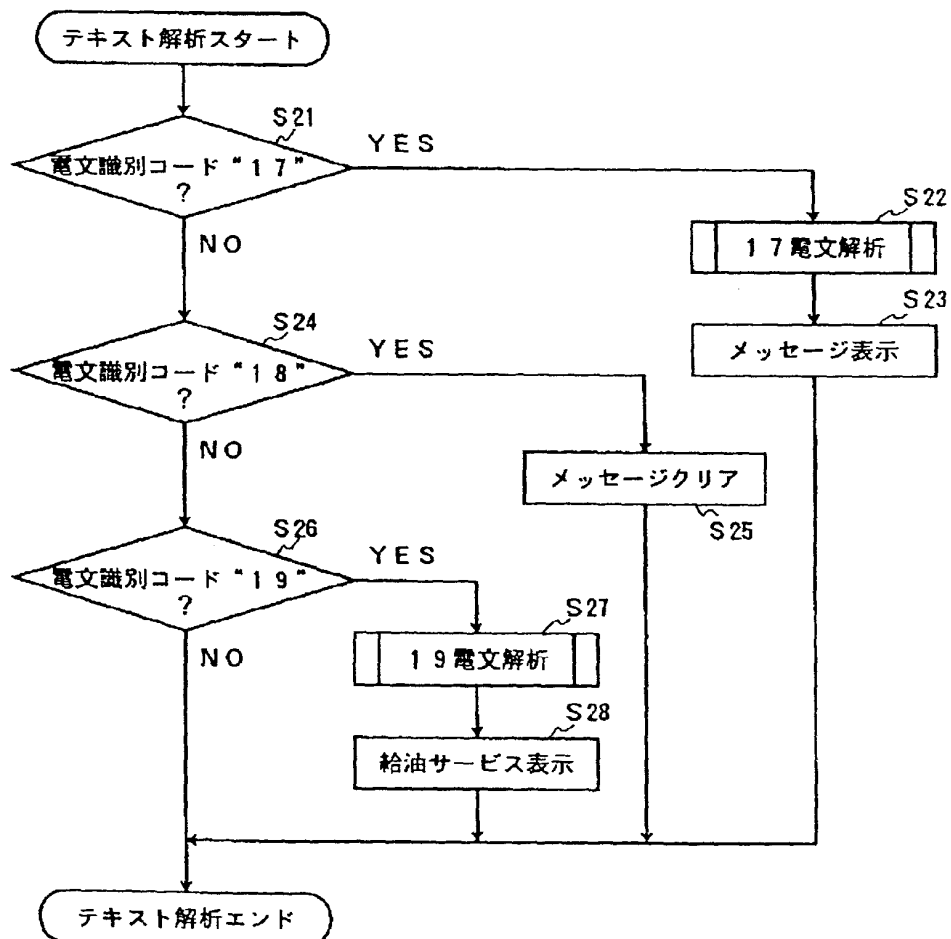 テキスト解析スタート
S21
電文識別コード“17”
?
YES
NO
S22
17電文解析
S23
メッセージ表示
S24
電文識別コード“18”
?
YES
NO
メッセージクリア
S25
S26
電文識別コード“19”
?
YES
NO
S27
19電文解析
S28
給油サービス表示
テキスト解析エンド